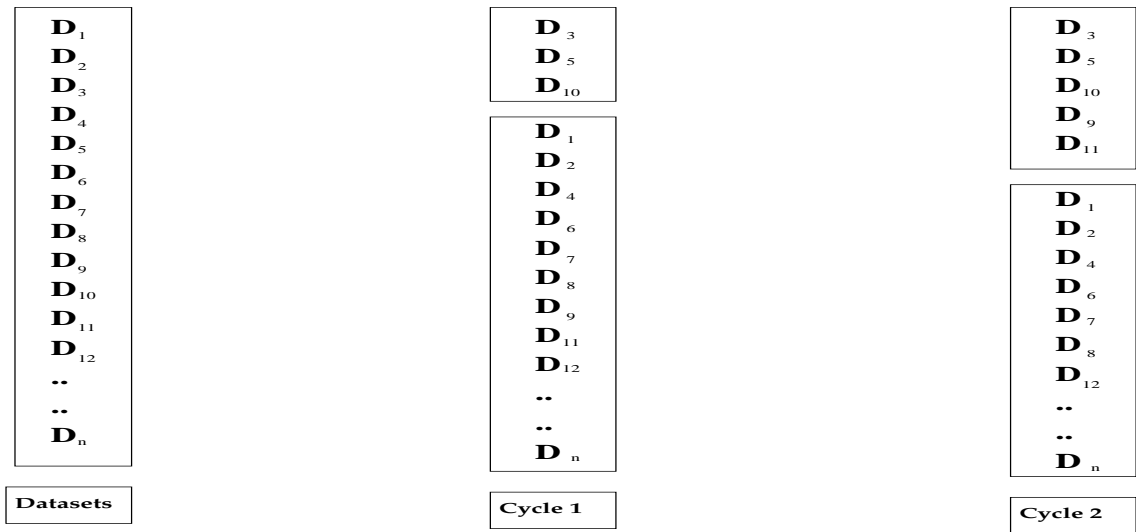 D1
D2
D3
D4
D5
D6
D7
D8
D9
D10
D11
D12
..
..
Dn
Datasets
D3
D5
D10
D1
D2
D4
D6
D7
D8
D9
D11
D12
..
..
Dn
Cycle 1
D3
D5
D10
D9
D11
D1
D2
D4
D6
D7
D8
D12
..
..
Dn
Cycle 2